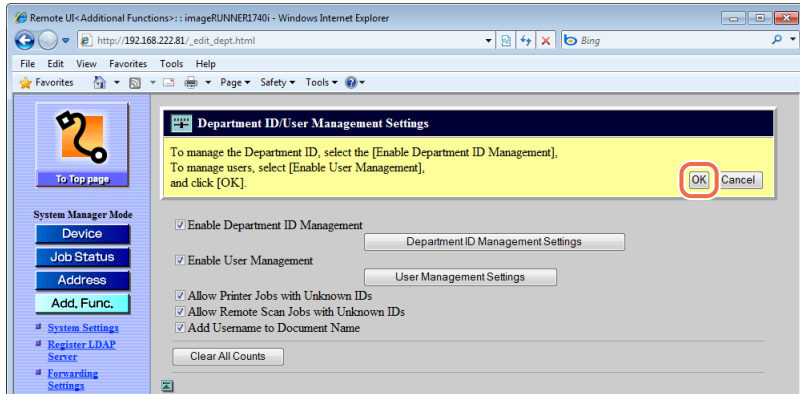 Remote UI<Additional Functions>: : imageRUNNER1740i - Windows Internet Explorer
http://192.168.222.81/_edit_dept.html
Bing
File Edit View Favorites Tools Help
Favorites Page Safety Tools
To Top page
Department ID/User Management Settings
To manage the Department ID, select the [Enable Department ID Management],
To manage users, select [Enable User Management],
and click [OK].
OK Cancel
System Manager Mode
Device
Job Status
Address
Add. Func.
System Settings
Register LDAP
Server
Forwarding
Settings
Enable Department ID Management
Department ID Management Settings
Enable User Management
User Management Settings
Allow Printer Jobs with Unknown IDs
Allow Remote Scan Jobs with Unknown IDs
Add Username to Document Name
Clear All Counts